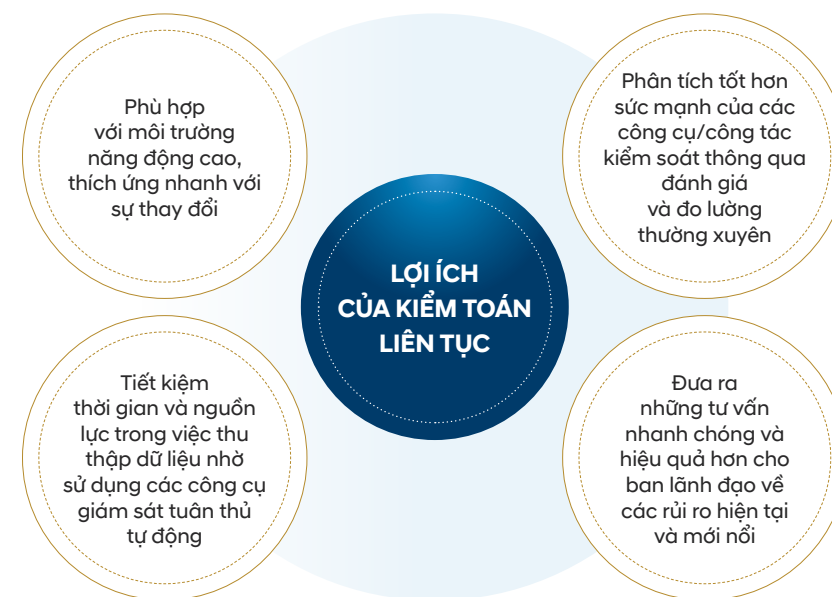 Phù hợp
với môi trường
năng động cao,
thích ứng nhanh với
sự thay đổi
Phân tích tốt hơn
sức mạnh của các
công cụ/công tác
kiểm soát thông qua
đánh giá
và đo lường
thường xuyên
LỢI ÍCH
CỦA KIỂM TOÁN
LIÊN TỤC
Tiết kiệm
thời gian và nguồn
lực trong việc thu
thập dữ liệu nhờ
sử dụng các công cụ
giám sát tuân thủ
tự động
Đưa ra
những tư vấn
nhanh chóng và
hiệu quả hơn cho
ban lãnh đạo về
các rủi ro hiện tại
và mới nổi